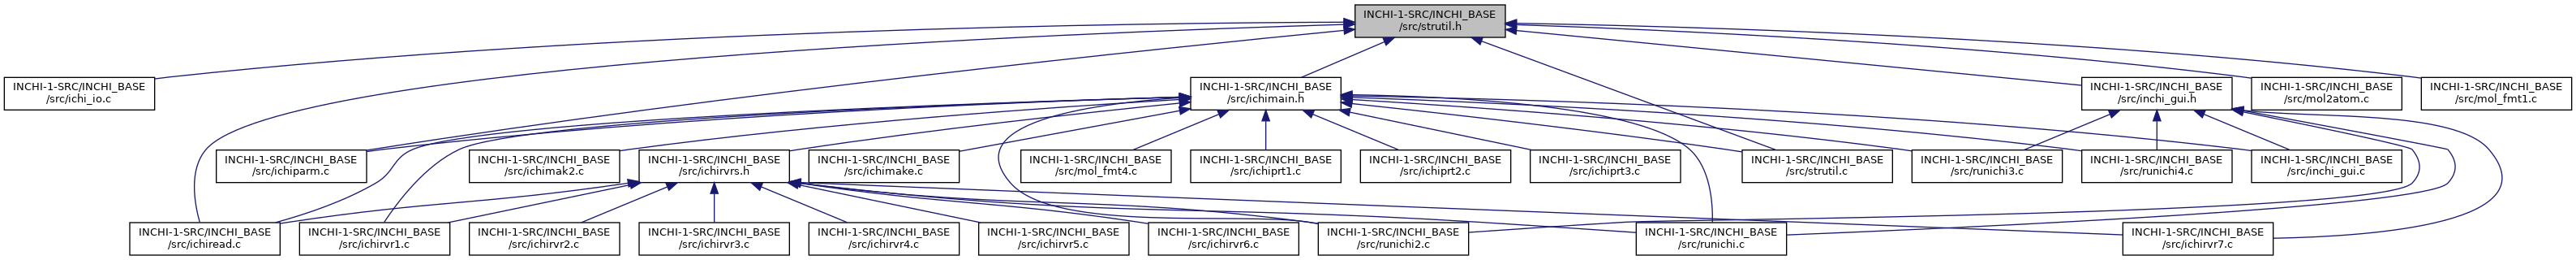 INCHI-1-SRC/INCHI_BASE
/src/strutil.h
INCHI-1-SRC/INCHI_BASE
/src/ichi_io.c
INCHI-1-SRC/INCHI_BASE
/src/ichimain.h
INCHI-1-SRC/INCHI_BASE
/src/inchi_gui.h
INCHI-1-SRC/INCHI_BASE
/src/mol2atom.c
INCHI-1-SRC/INCHI_BASE
/src/mol_fmt1.c
INCHI-1-SRC/INCHI_BASE
/src/ichiparm.c
INCHI-1-SRC/INCHI_BASE
/src/ichimak2.c
INCHI-1-SRC/INCHI_BASE
/src/ichirvrs.h
INCHI-1-SRC/INCHI_BASE
/src/ichimake.c
INCHI-1-SRC/INCHI_BASE
/src/mol_fmt4.c
INCHI-1-SRC/INCHI_BASE
/src/ichiprt1.c
INCHI-1-SRC/INCHI_BASE
/src/ichiprt2.c
INCHI-1-SRC/INCHI_BASE
/src/ichiprt3.c
INCHI-1-SRC/INCHI_BASE
/src/strutil.c
INCHI-1-SRC/INCHI_BASE
/src/runichi3.c
INCHI-1-SRC/INCHI_BASE
/src/runichi4.c
INCHI-1-SRC/INCHI_BASE
/src/inchi_gui.c
INCHI-1-SRC/INCHI_BASE
/src/ichiread.c
INCHI-1-SRC/INCHI_BASE
/src/ichirvr1.c
INCHI-1-SRC/INCHI_BASE
/src/ichirvr2.c
INCHI-1-SRC/INCHI_BASE
/src/ichirvr3.c
INCHI-1-SRC/INCHI_BASE
/src/ichirvr4.c
INCHI-1-SRC/INCHI_BASE
/src/ichirvr5.c
INCHI-1-SRC/INCHI_BASE
/src/ichirvr6.c
INCHI-1-SRC/INCHI_BASE
/src/runichi2.c
INCHI-1-SRC/INCHI_BASE
/src/runichi.c
INCHI-1-SRC/INCHI_BASE
/src/ichirvr7.c